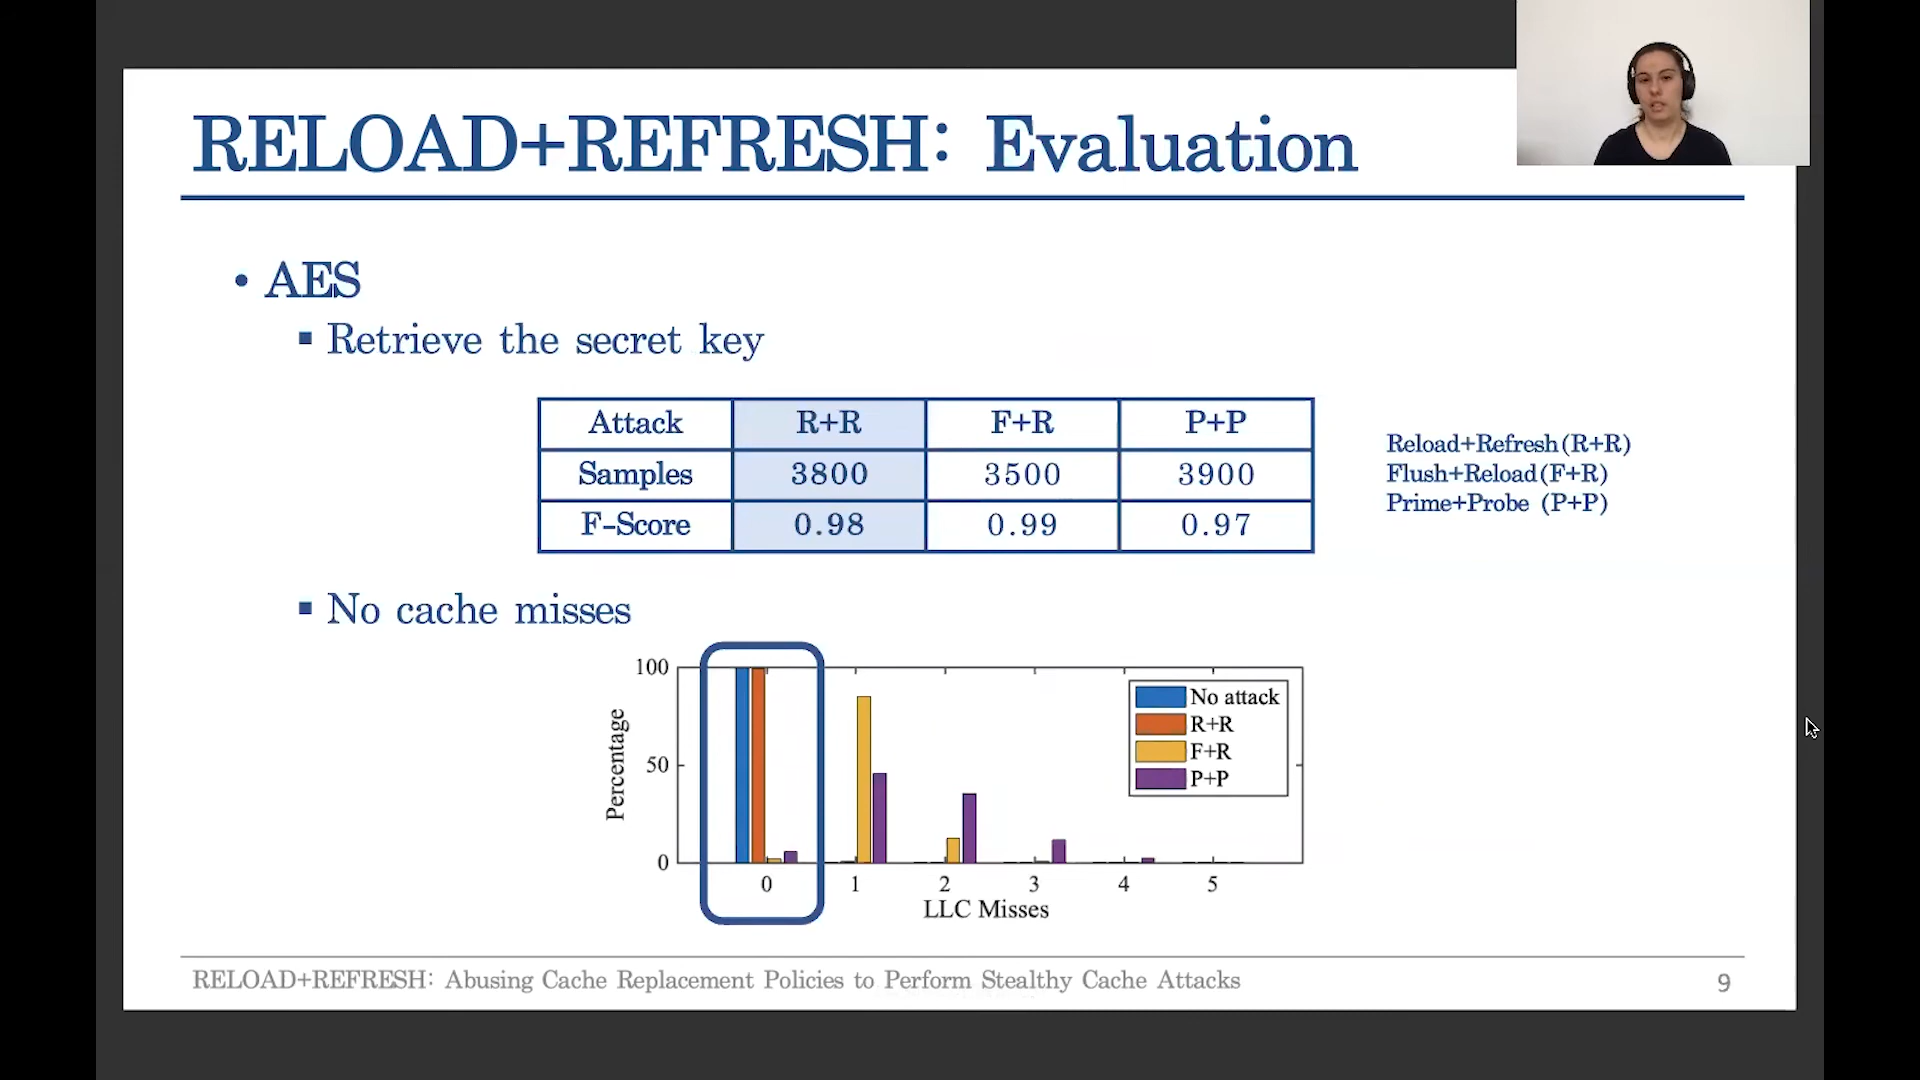 RELOAD+REFRESH: Evaluation
• AES
▪ Retrieve the secret key
Attack R+R F+R P+P
Samples 3800 3500 3900
F-Score 0.98 0.99 0.97
Reload+Refresh(R+R)
Flush+Reload(F+R)
Prime+Probe (P+P)
▪ No cache misses
100
50
0
Percentage
No attack
R+R
F+R
P+P
0 1 2 3 4 5
LLC Misses
RELOAD+REFRESH: Abusing Cache Replacement Policies to Perform Stealthy Cache Attacks
9